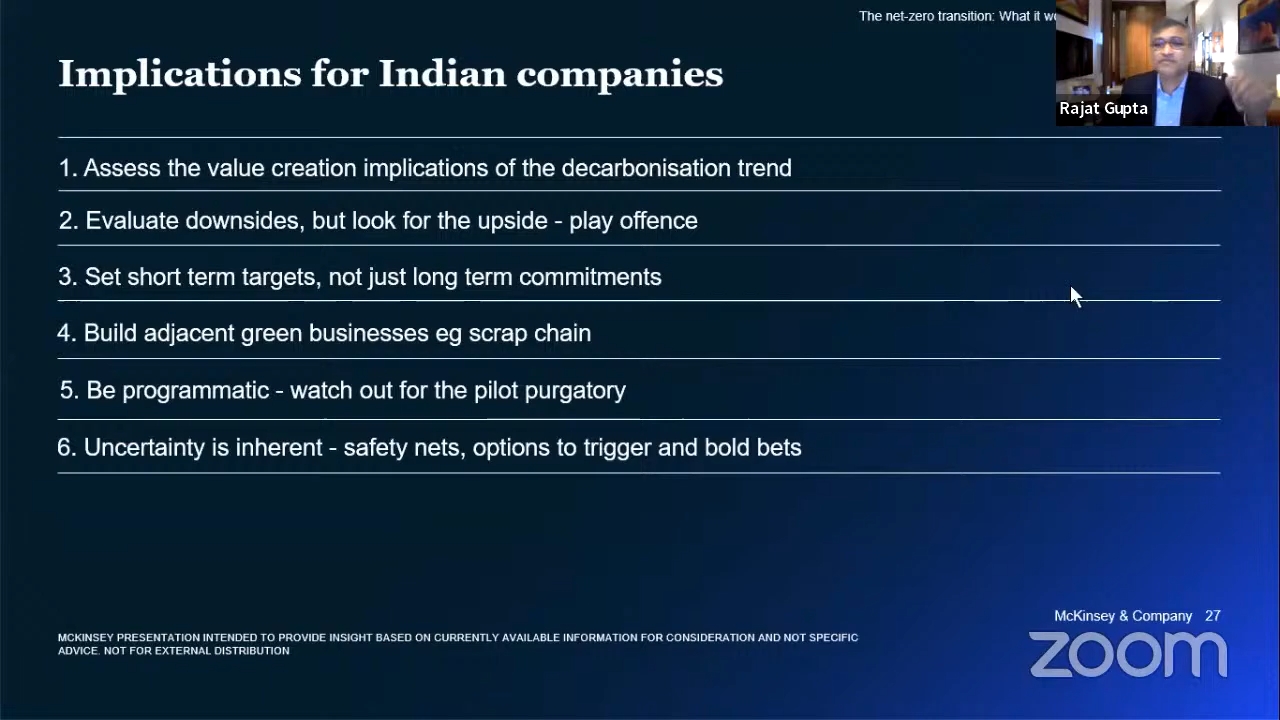 The net-zero transition: What it
Rajat Gupta
Implications for Indian companies
1. Assess the value creation implications of the decarbonisation trend
2. Evaluate downsides, but look for the upside - play offence
3. Set short term targets, not just long term commitments
4. Build adjacent green businesses eg scrap chain
5. Be programmatic - watch out for the pilot purgatory
6. Uncertainty is inherent - safety nets, options to trigger and bold bets
McKinsey & Company 27
MCKINSEY PRESENTATION INTENDED TO PROVIDE INSIGHT BASED ON CURRENTLY AVAILABLE INFORMATION FOR CONSIDERATION AND NOT SPECIFIC
ADVICE. NOT FOR EXTERNAL DISTRIBUTION
zoom